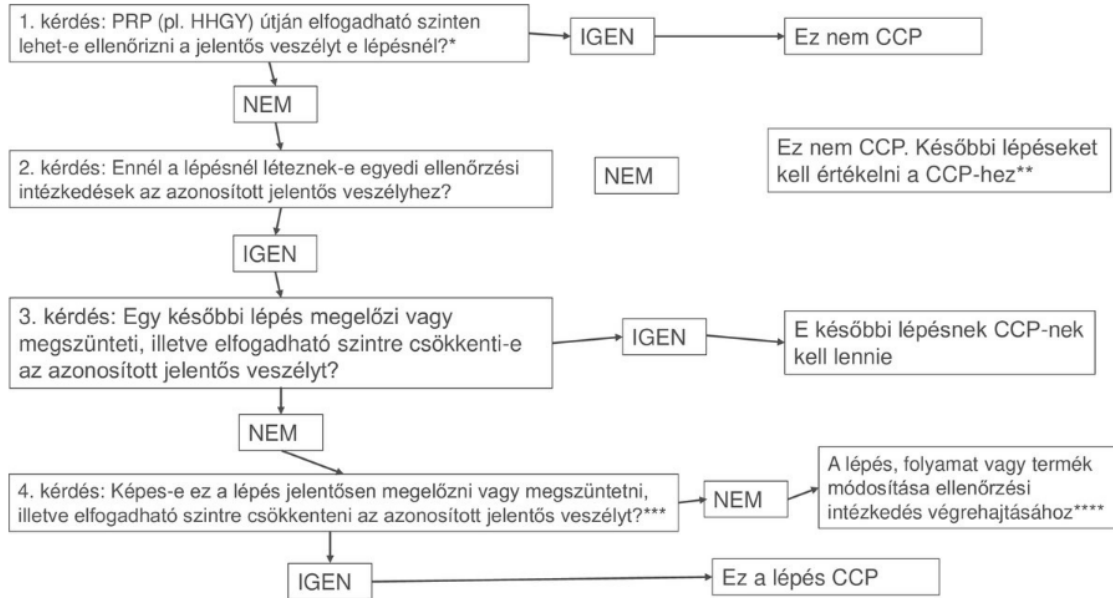 1. kérdés: PRP (pl. HHGY) útján elfogadható szinten
lehet-e ellenőrizni a jelentős veszélyt e lépésnél?*
IGEN
Ez nem CCP
NEM
2. kérdés: Ennél a lépésnél léteznek-e egyedi ellenőrzési
intézkedések az azonosított jelentős veszélyhez?
NEM
Ez nem CCP. Későbbi lépéseket
kell értékelni a CCP-hez**
IGEN
3. kérdés: Egy későbbi lépés megelőzi vagy
megszünteti, illetve elfogadható szintre csökkenti-e
az azonosított jelentős veszélyt?
IGEN
E későbbi lépésnek CCP-nek
kell lennie
NEM
4. kérdés: Képes-e ez a lépés jelentősen megelőzni vagy megszüntetni,
illetve elfogadható szintre csökkenteni az azonosított jelentős veszélyt?***
NEM
A lépés, folyamat vagy termék
módosítása ellenőrzési
intézkedés végrehajtásához****
IGEN
Ez a lépés CCP